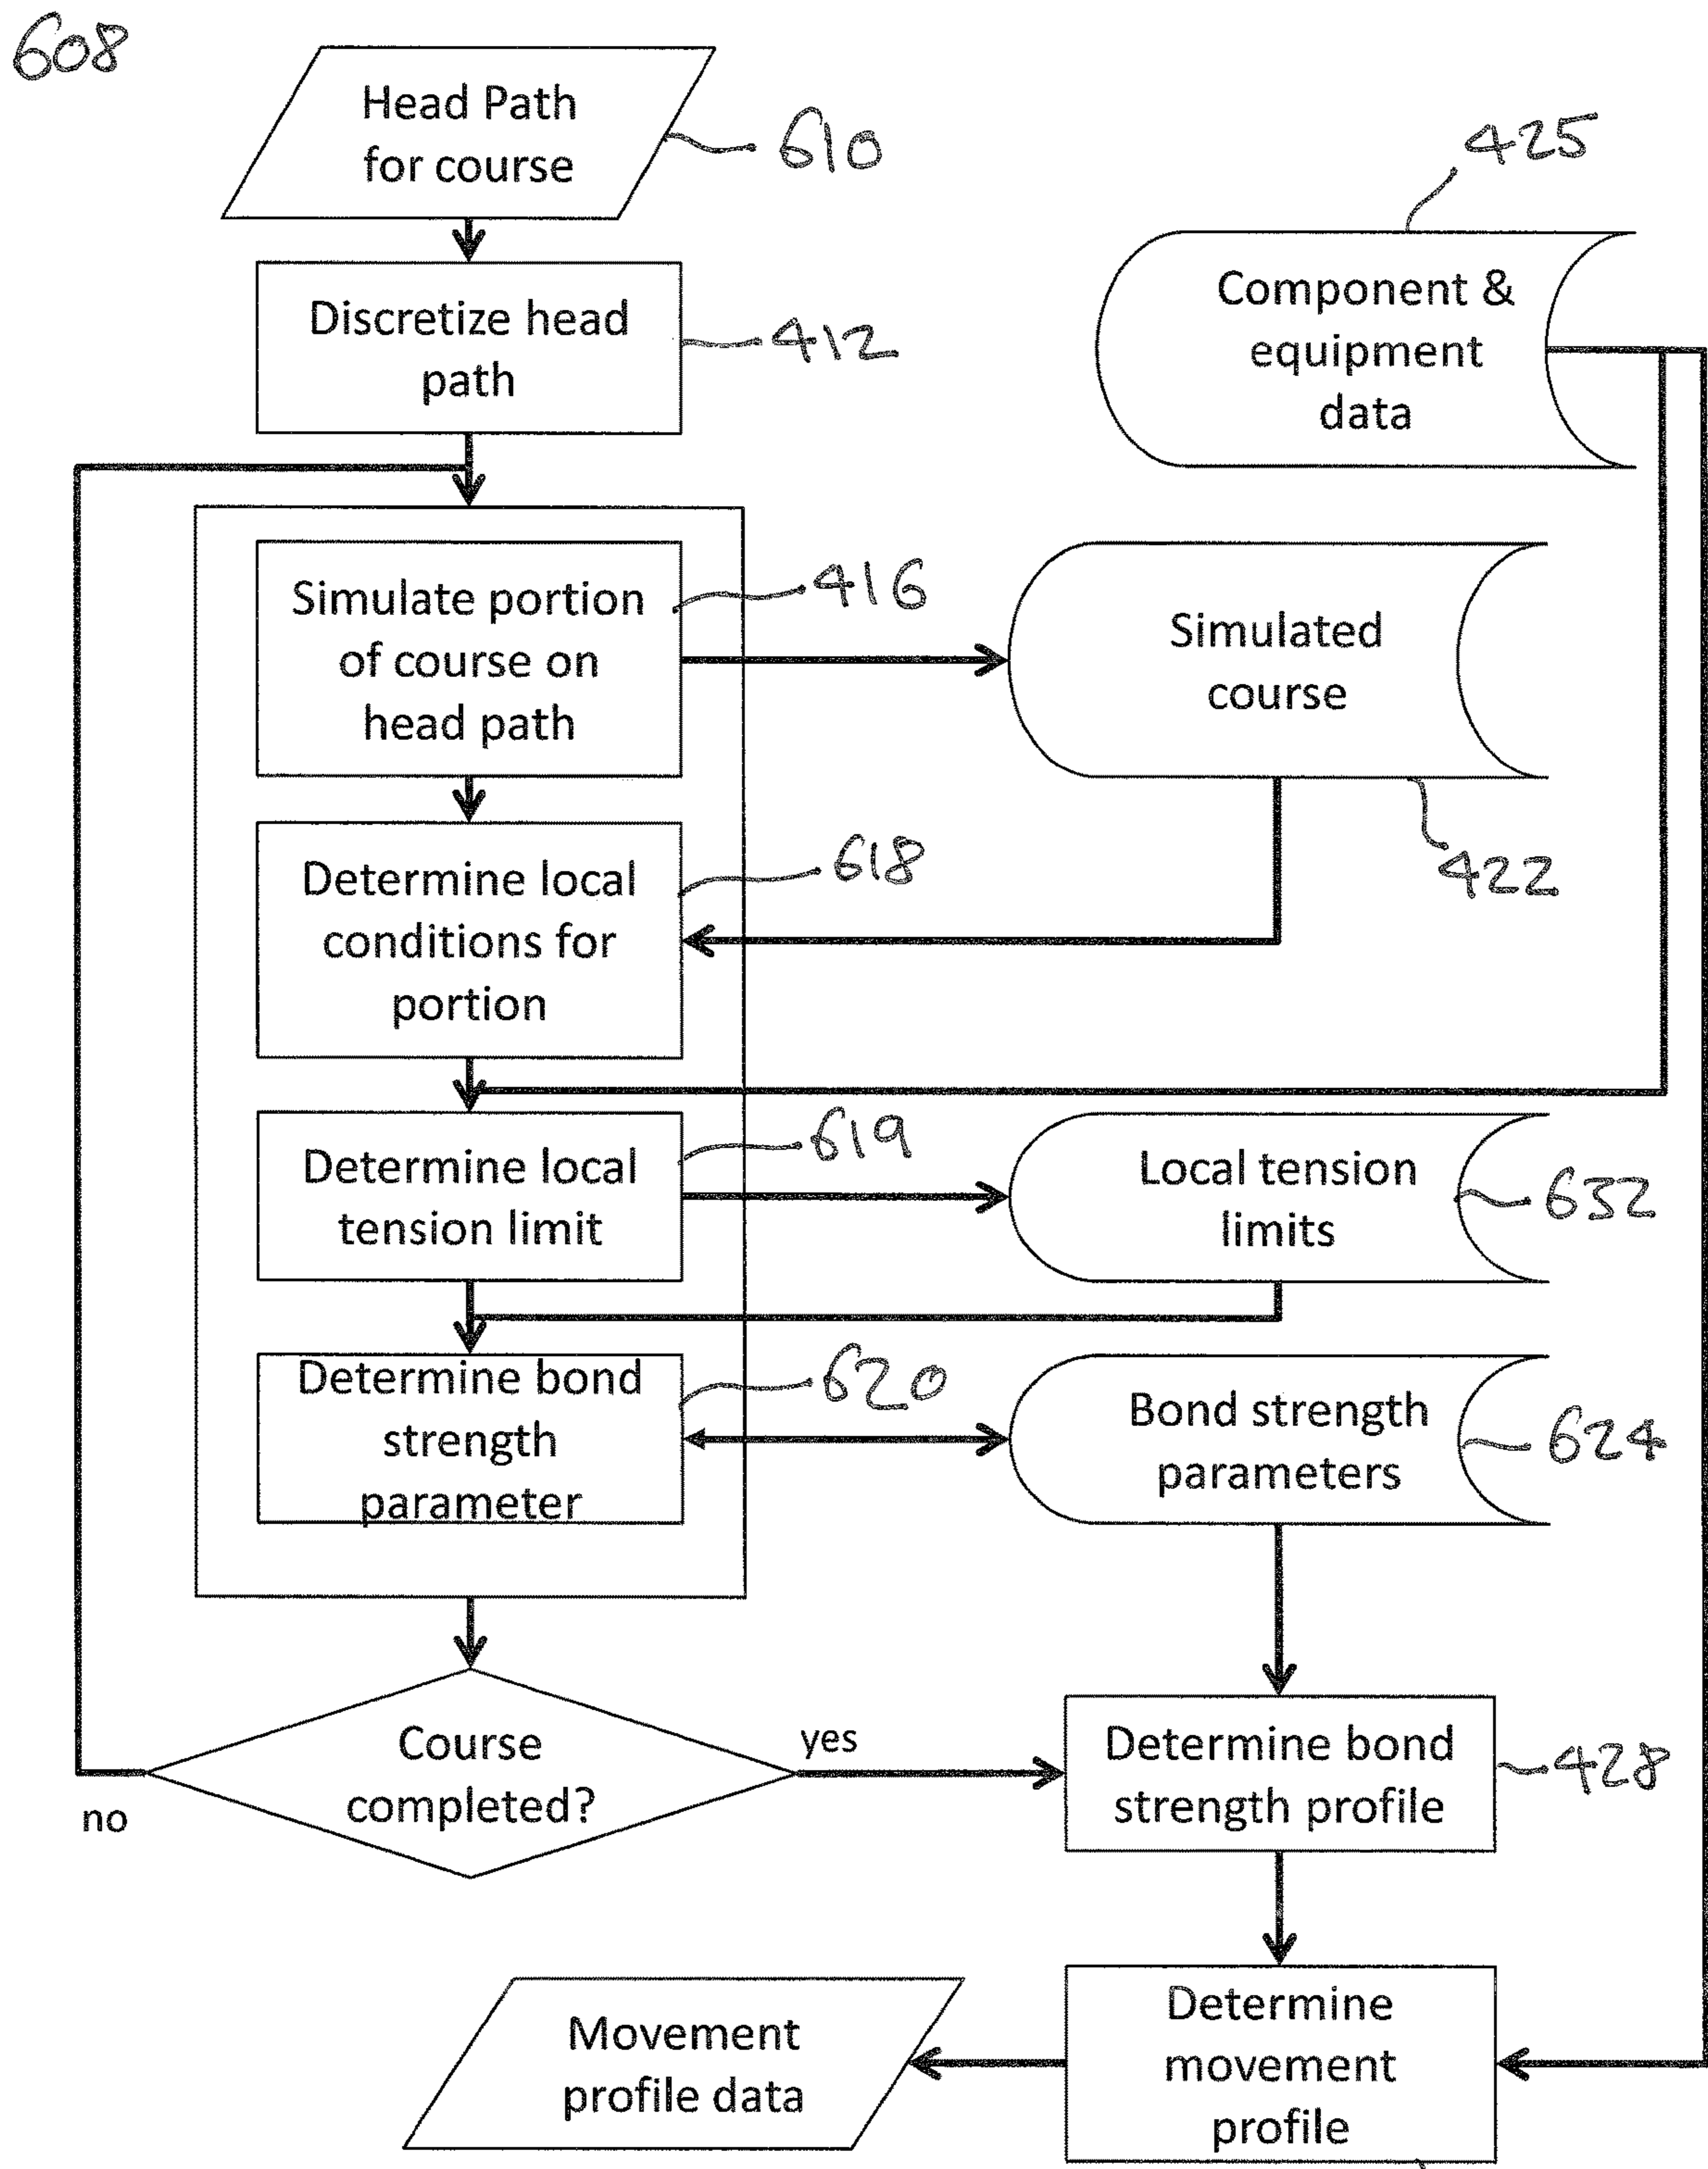 608
Head Path
for course
610
425
Component &
equipment
data
Discretize head
path
412
Simulate portion
of course on
head path
416
Simulated
course
422
Determine local
conditions for
portion
618
Determine local
tension limit
619
Local tension
limits
632
Determine bond
strength
parameter
620
Bond strength
parameters
624
Course
completed?
yes
no
Determine bond
strength profile
428
Determine
movement
profile
Movement
profile data